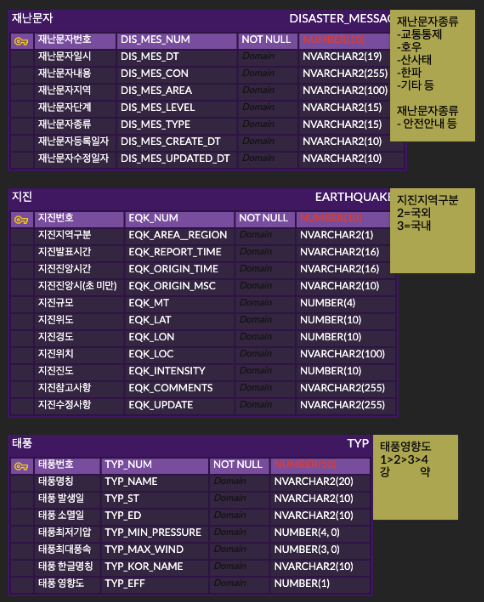 재난문자 DISASTER_MESSAG
재난문자번호 DIS_MES_NUM NOT NULL NUMBER(10)
재난문자일시 DIS_MES_DT Domain NVARCHAR2(19)
재난문자내용 DIS_MES_CON Domain NVARCHAR2(255)
재난문자지역 DIS_MES_AREA Domain NVARCHAR2(100)
재난문자단계 DIS_MES_LEVEL Domain NVARCHAR2(15)
재난문자종류 DIS_MES_TYPE Domain NVARCHAR2(15)
재난문자등록일자 DIS_MES_CREATE_DT Domain NVARCHAR2(10)
재난문자수정일자 DIS_MES_UPDATED_DT Domain NVARCHAR2(10)
재난문자종류
-교통통제
-호우
-산사태
-한파
-기타 등
재난문자종류
- 안전안내 등
지진 EARTHQUAKE
지진번호 EQK_NUM NOT NULL NUMBER(10)
지진지역구분 EQK_AREA_REGION Domain NVARCHAR2(1)
지진발표시간 EQK_REPORT_TIME Domain NVARCHAR2(16)
지진진앙시간 EQK_ORIGIN_TIME Domain NVARCHAR2(16)
지진진앙시(초 미만) EQK_ORIGIN_MSC Domain NVARCHAR2(10)
지진규모 EQK_MT Domain NUMBER(4)
지진위도 EQK_LAT Domain NUMBER(10)
지진경도 EQK_LON Domain NUMBER(10)
지진위치 EQK_LOC Domain NVARCHAR2(100)
지진진도 EQK_INTENSITY Domain NUMBER(10)
지진참고사항 EQK_COMMENTS Domain NVARCHAR2(255)
지진수정사항 EQK_UPDATE Domain NVARCHAR2(255)
지진지역구분
2=국외
3=국내
태풍 TYP
태풍번호 TYP_NUM NOT NULL NUMBER(10)
태풍명칭 TYP_NAME Domain NVARCHAR2(20)
태풍 발생일 TYP_ST Domain NVARCHAR2(10)
태풍 소멸일 TYP_ED Domain NVARCHAR2(10)
태풍최저기압 TYP_MIN_PRESSURE Domain NUMBER(4, 0)
태풍최대풍속 TYP_MAX_WIND Domain NUMBER(3, 0)
태풍 한글명칭 TYP_KOR_NAME Domain NVARCHAR2(10)
태풍 영향도 TYP_EFF Domain NUMBER(1)
태풍영향도
1>2>3>4
강 약